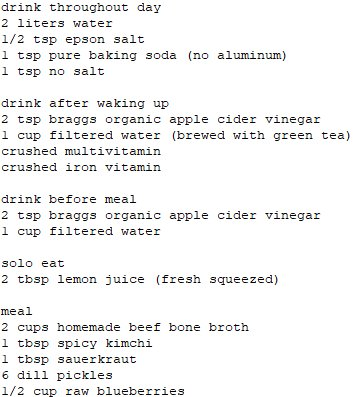 drink throughout day
2 liters water
1/2 tsp epson salt
1 tsp pure baking soda (no aluminum)
1 tsp no salt

drink after waking up
2 tsp braggs organic apple cider vinegar
1 cup filtered water (brewed with green tea)
crushed multivitamin
crushed iron vitamin

drink before meal
2 tsp braggs organic apple cider vinegar
1 cup filtered water

solo eat
2 tbsp lemon juice (fresh squeezed)

meal
2 cups homemade beef bone broth
1 tbsp spicy kimchi
1 tbsp sauerkraut
6 dill pickles
1/2 cup raw blueberries